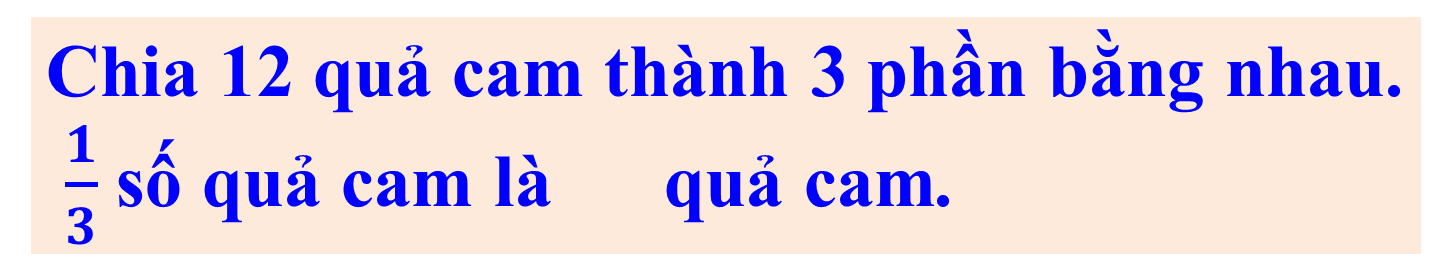 Chia 12 quả cam thành 3 phần bằng nhau.
1/3 số quả cam là quả cam.